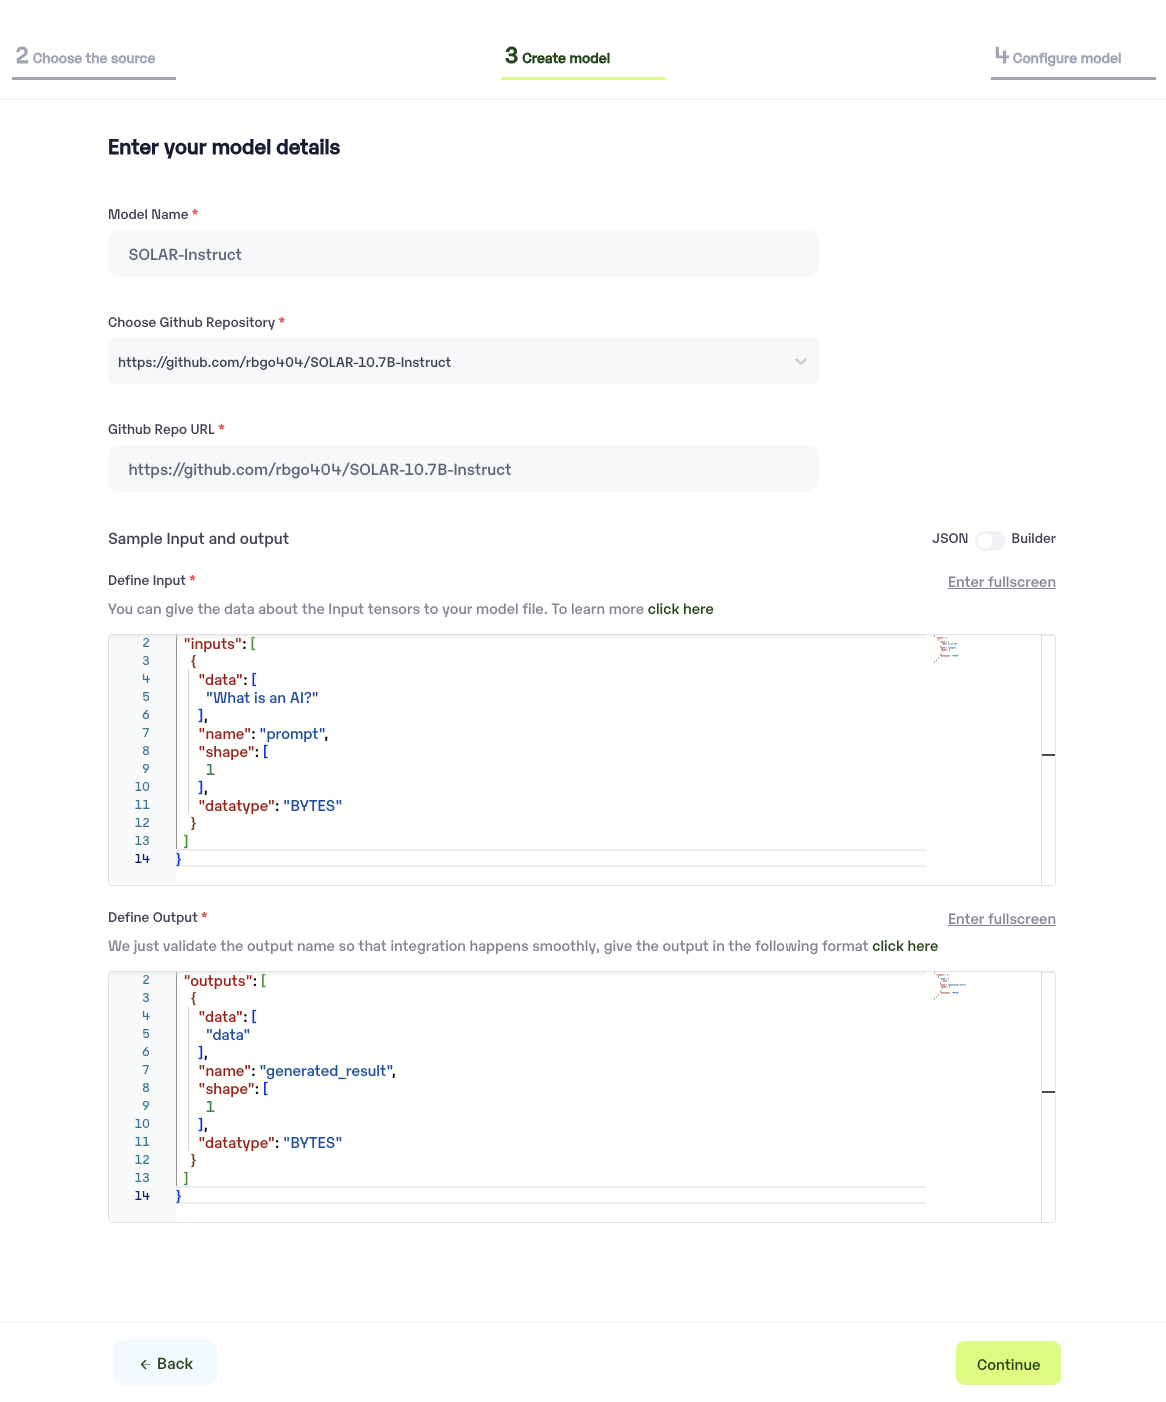 2 Choose the source
3 Create model
4 Configure model
Enter your model details
Model Name *
SOLAR-Instruct
Choose Github Repository *
https://github.com/rbgo404/SOLAR-10.7B-Instruct
Github Repo URL *
https://github.com/rbgo404/SOLAR-10.7B-Instruct
Sample Input and output
JSON Builder
Define Input *
Enter fullscreen
You can give the data about the Input tensors to your model file. To learn more click here
2 "inputs": [
3 {
4 "data": [
5 "What is an AI?"
6 ],
7 "name": "prompt",
8 "shape": [
9 1
10 ],
11 "datatype": "BYTES"
12 }
13 ]
14 }
Define Output *
Enter fullscreen
We just validate the output name so that integration happens smoothly, give the output in the following format click here
2 "outputs": [
3 {
4 "data": [
5 "data"
6 ],
7 "name": "generated_result",
8 "shape": [
9 1
10 ],
11 "datatype": "BYTES"
12 }
13 ]
14 }
← Back
Continue